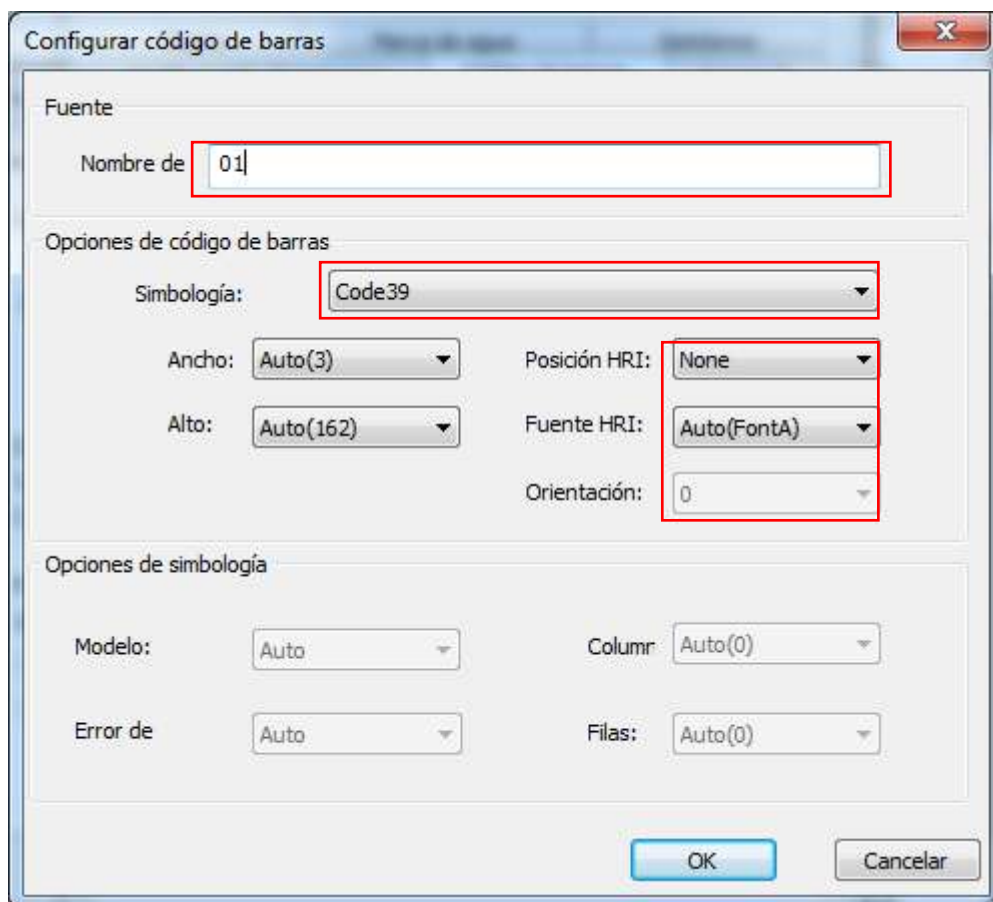 Configurar código de barras
Fuente
Nombre de 01
Opciones de código de barras
Simbología: Code39
Ancho: Auto(3) Posición HRI: None
Alto: Auto(162) Fuente HRI: Auto(FontA)
Orientación: 0
Opciones de simbología
Modelo: Auto Columr Auto(0)
Error de Auto Filas: Auto(0)
OK Cancelar